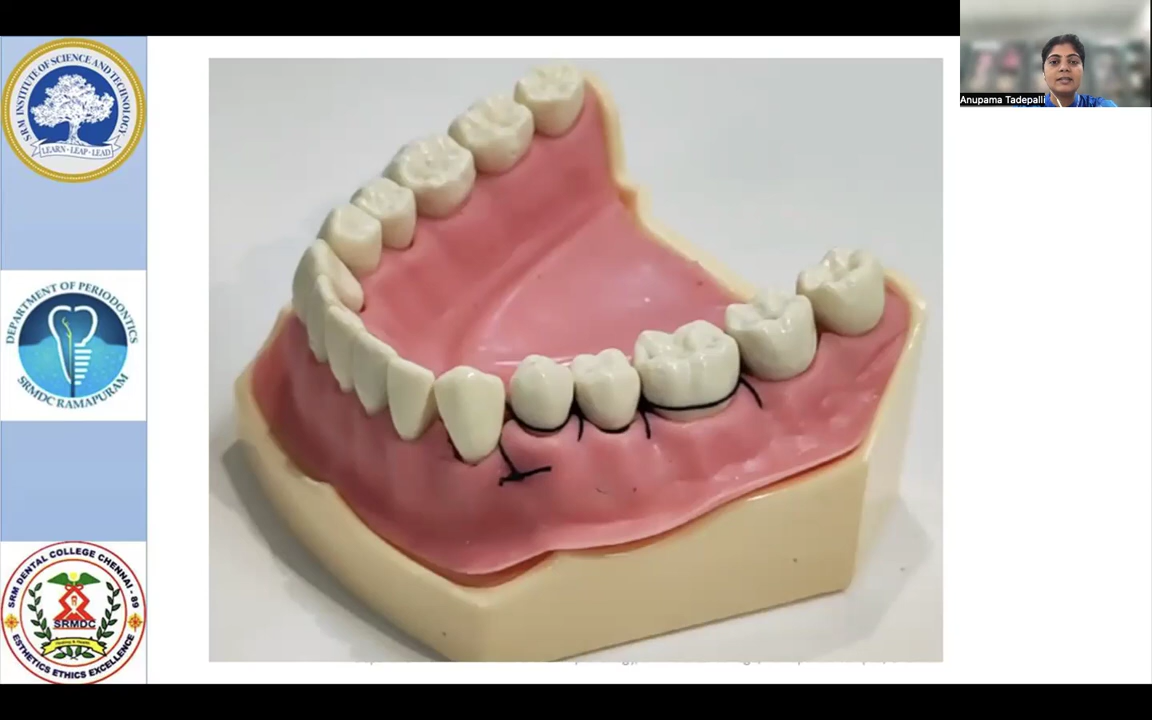 SRM INSTITUTE OF SCIENCE AND TECHNOLOGY
LEARN - LEAP - LEAD
DEPARTMENT OF PERIODONTICS
SRMDC RAMAPURAM
SRM DENTAL COLLEGE CHENNAI - 89
SRMDC
ESTHETICS ETHICS EXCELLENCE
Anupama Tadepalli